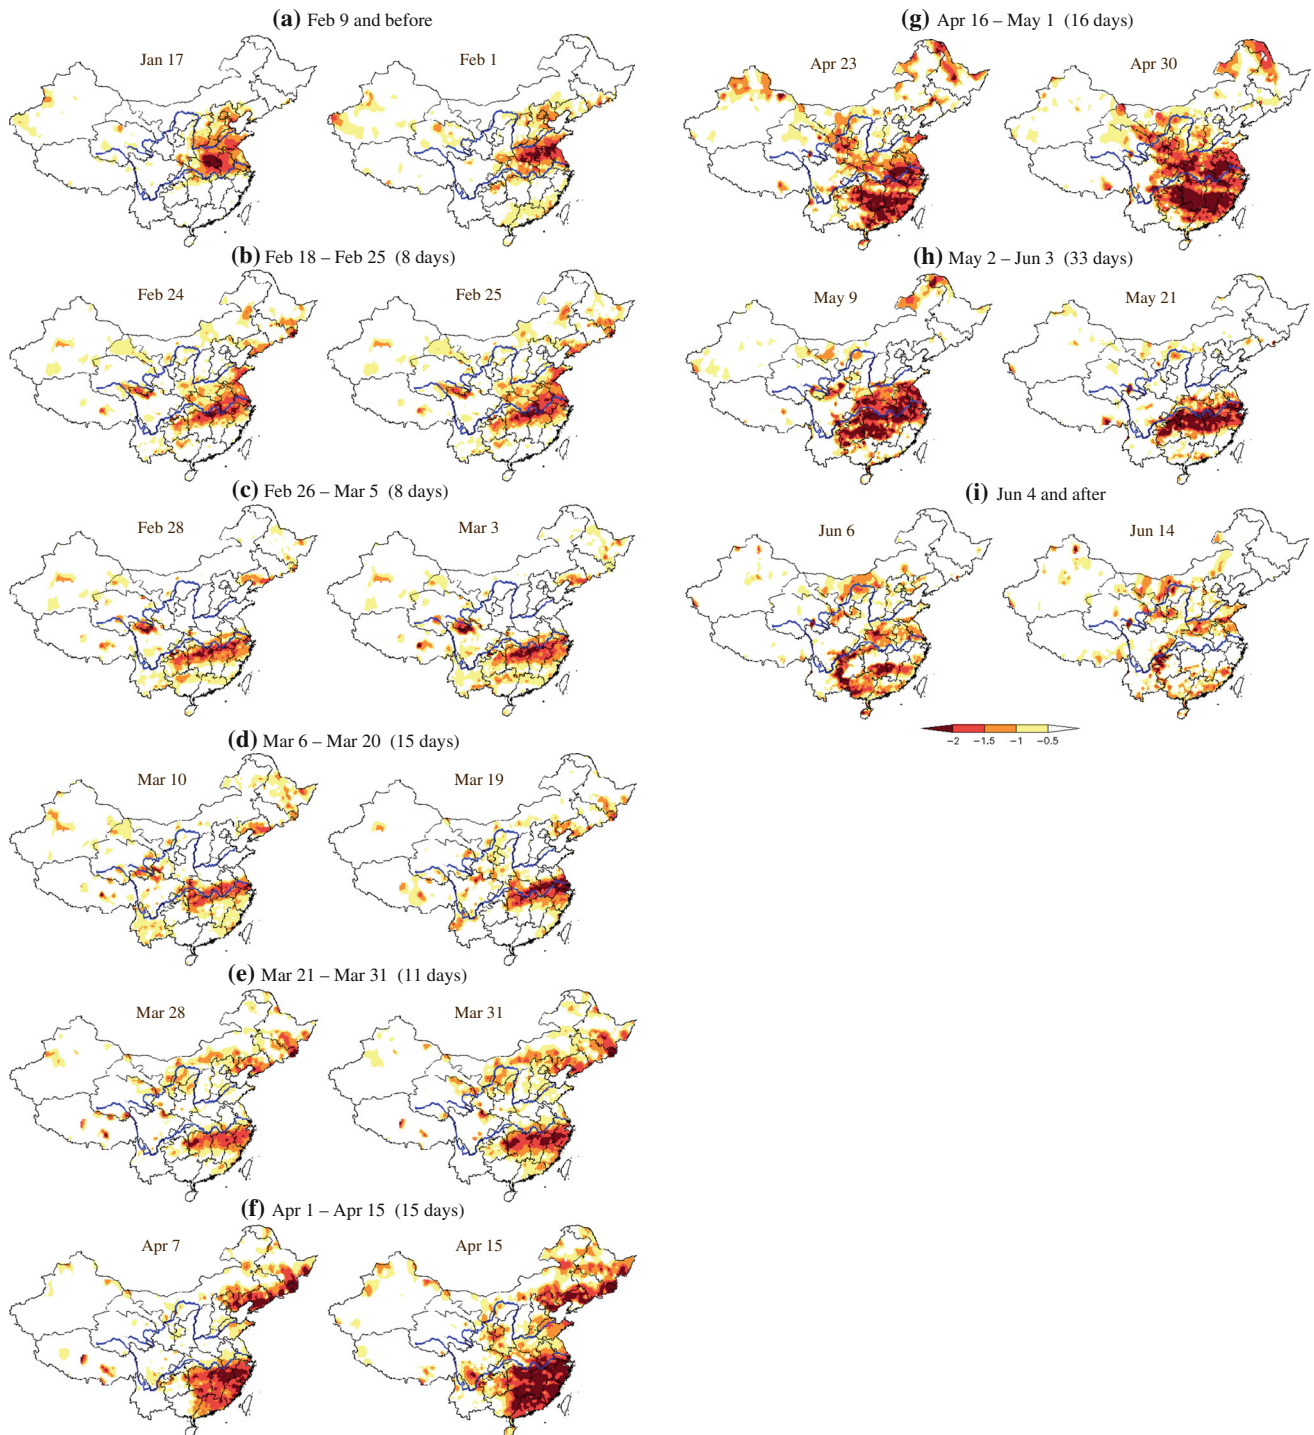 (a) Feb 9 and before
Jan 17
Feb 1
(b) Feb 18 – Feb 25 (8 days)
Feb 24
Feb 25
(c) Feb 26 – Mar 5 (8 days)
Feb 28
Mar 3
(d) Mar 6 – Mar 20 (15 days)
Mar 10
Mar 19
(e) Mar 21 – Mar 31 (11 days)
Mar 28
Mar 31
(f) Apr 1 – Apr 15 (15 days)
Apr 7
Apr 15
(g) Apr 16 – May 1 (16 days)
Apr 23
Apr 30
(h) May 2 – Jun 3 (33 days)
May 9
May 21
(i) Jun 4 and after
Jun 6
Jun 14
−2 −1.5 −1 −0.5